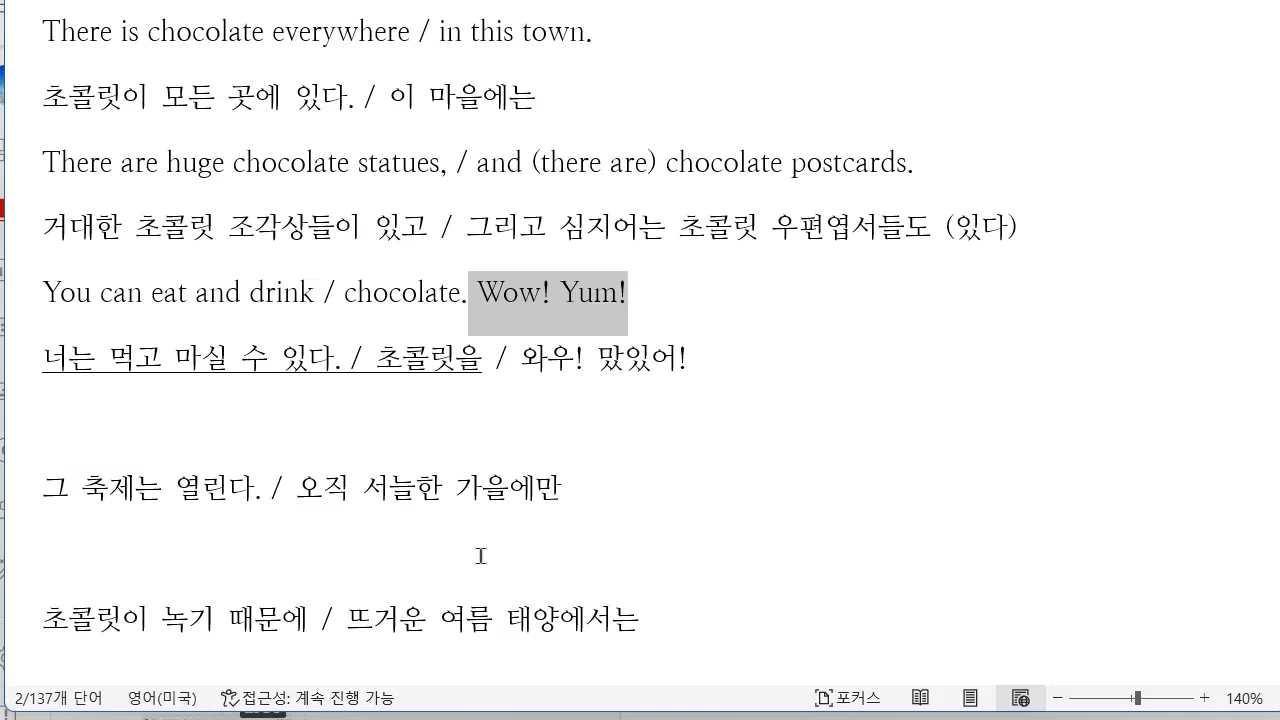 There is chocolate everywhere / in this town.
초콜릿이 모든 곳에 있다. / 이 마을에는
There are huge chocolate statues, / and (there are) chocolate postcards.
거대한 초콜릿 조각상들이 있고 / 그리고 심지어는 초콜릿 우편엽서들도 (있다)
You can eat and drink / chocolate. Wow! Yum!
너는 먹고 마실 수 있다. / 초콜릿을 / 와우! 맜있어!
그 축제는 열린다. / 오직 서늘한 가을에만
초콜릿이 녹기 때문에 / 뜨거운 여름 태양에서는
2/137개 단어 영어(미국) 접근성: 계속 진행 가능 포커스 140%